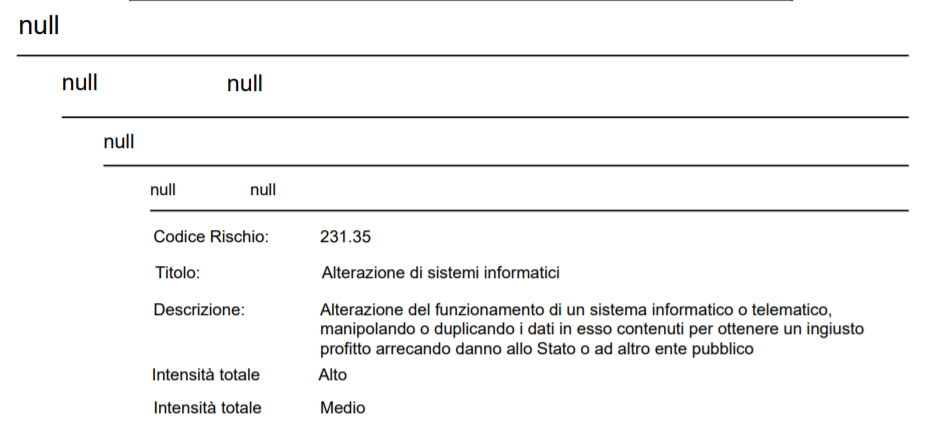 null
null null
null
null null
Codice Rischio: 231.35
Titolo: Alterazione di sistemi informatici
Descrizione: Alterazione del funzionamento di un sistema informatico o telematico,
manipolando o duplicando i dati in esso contenuti per ottenere un ingiusto
profitto arrecando danno allo Stato o ad altro ente pubblico
Intensità totale Alto
Intensità totale Medio